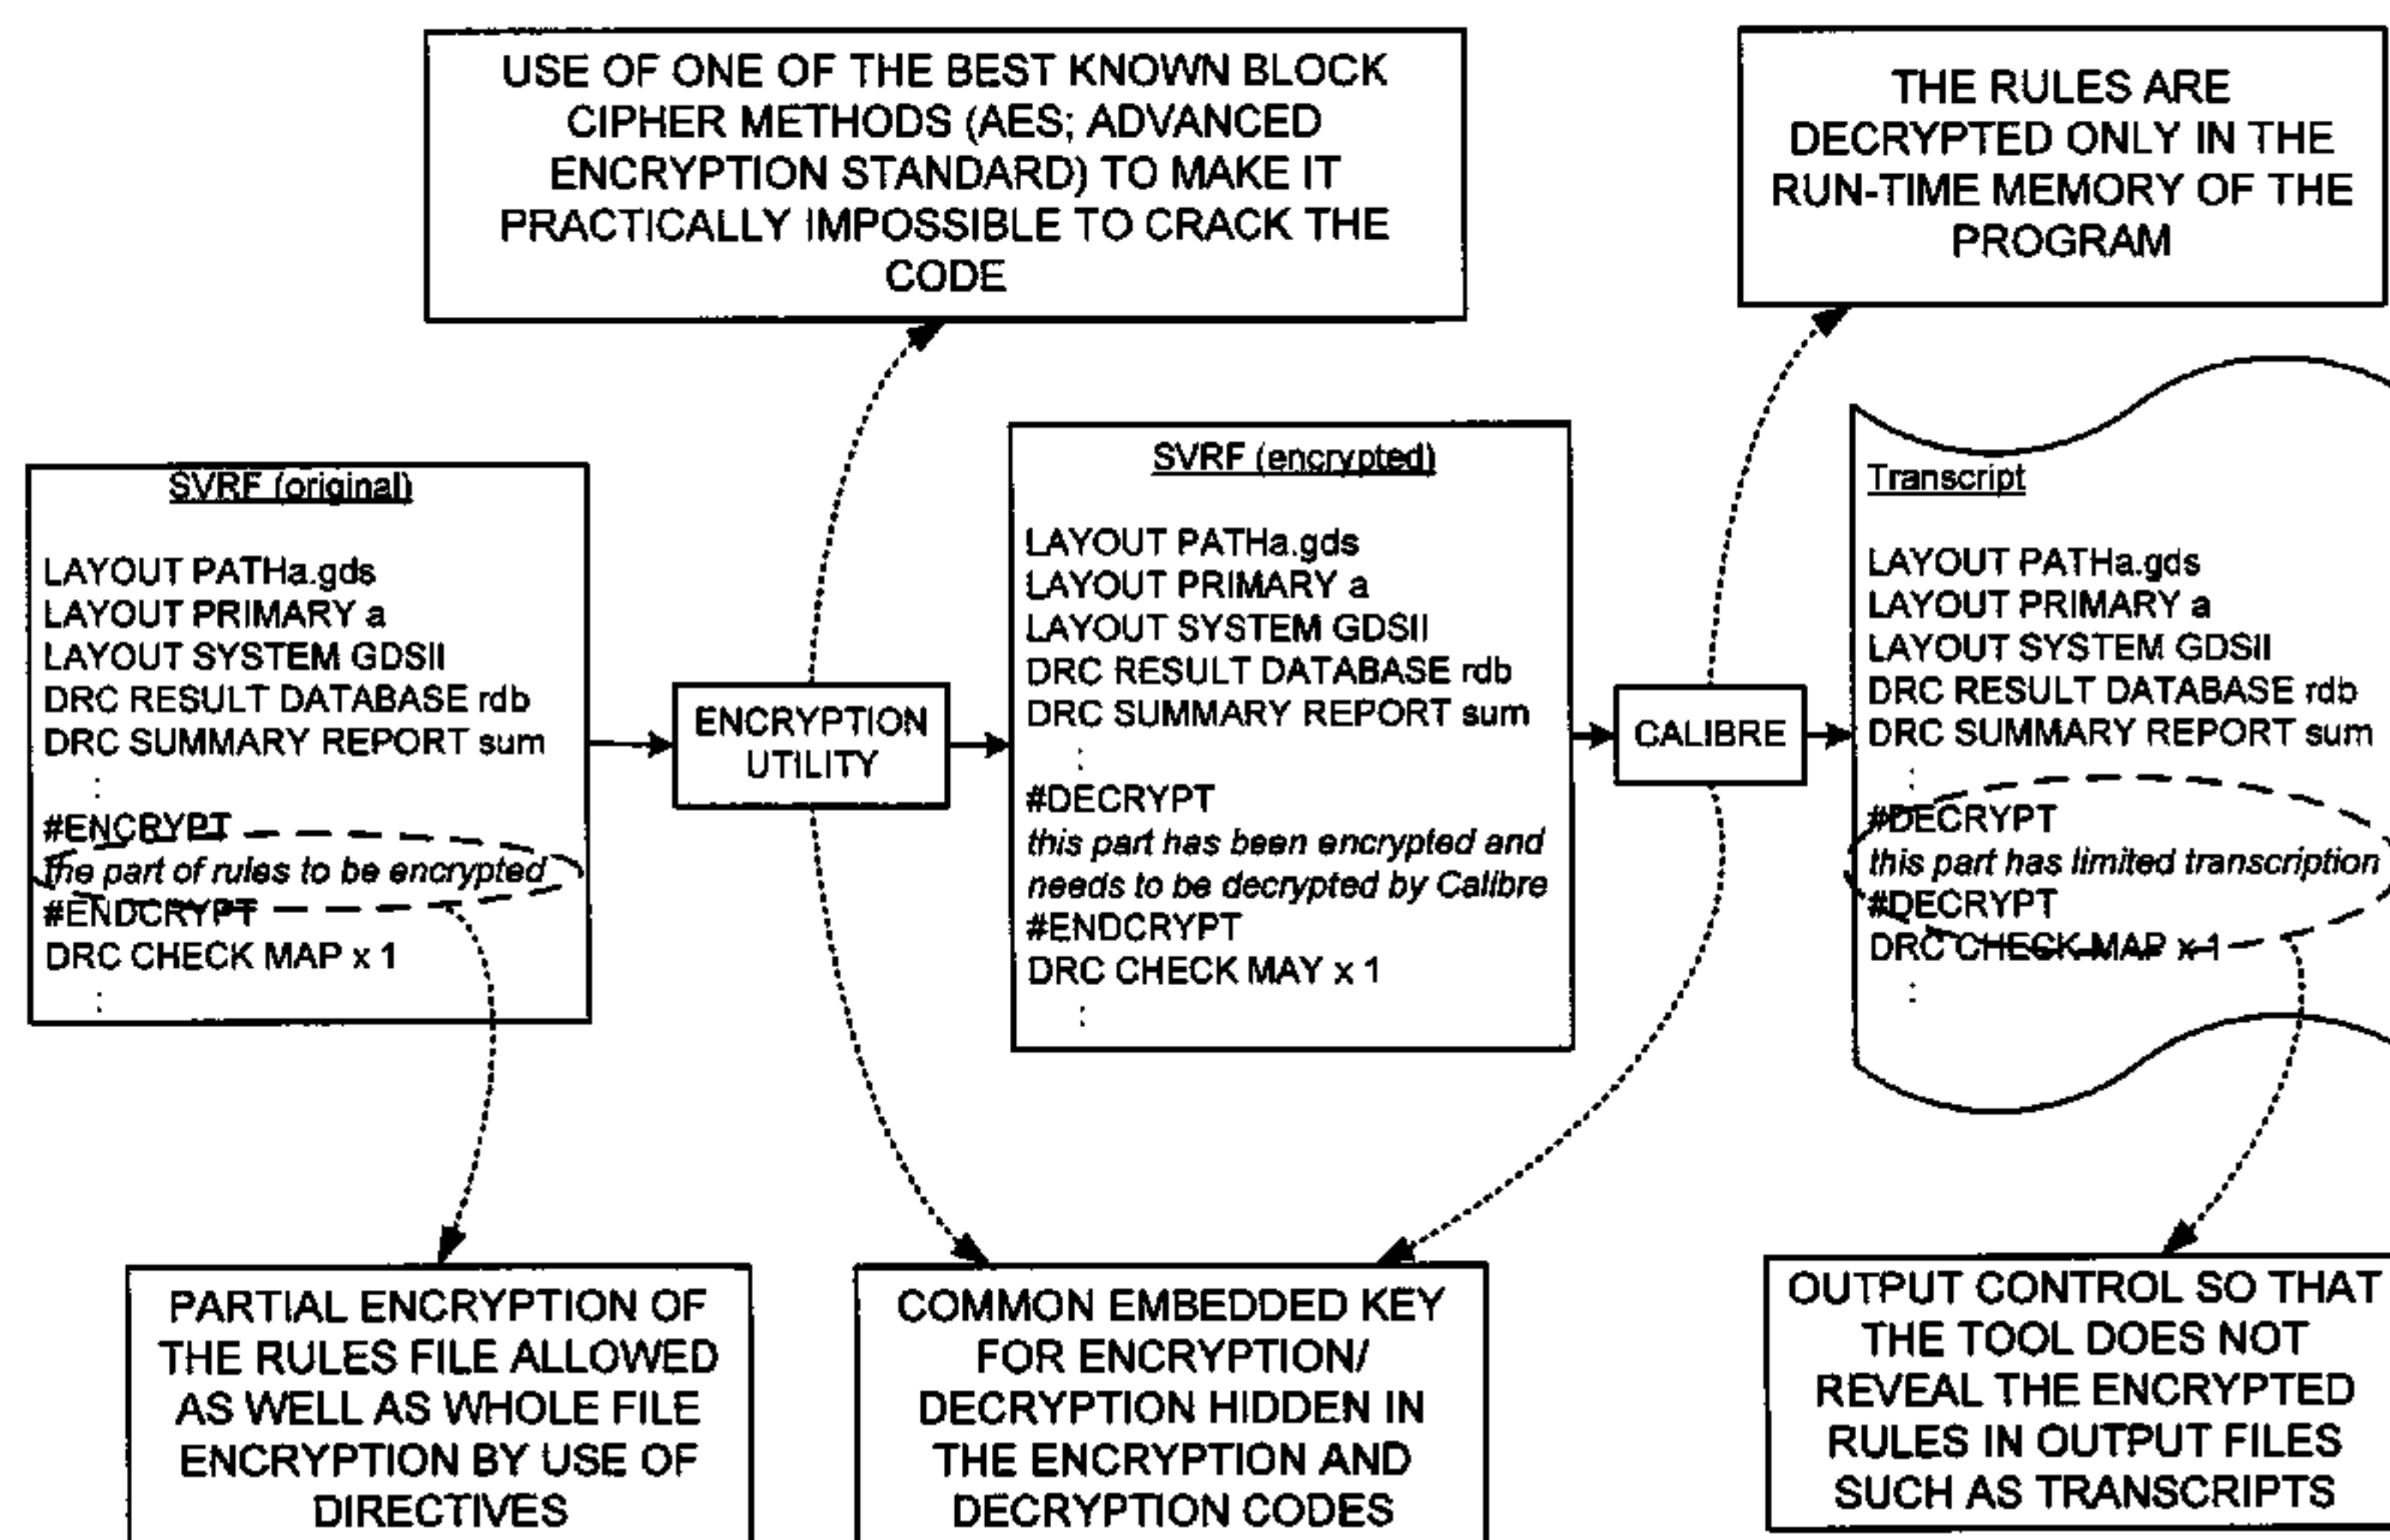 USE OF ONE OF THE BEST KNOWN BLOCK
CIPHER METHODS (AES; ADVANCED
ENCRYPTION STANDARD) TO MAKE IT
PRACTICALLY IMPOSSIBLE TO CRACK THE
CODE
THE RULES ARE
DECRYPTED ONLY IN THE
RUN-TIME MEMORY OF THE
PROGRAM
SVRF (original)
LAYOUT PATHa.gds
LAYOUT PRIMARY a
LAYOUT SYSTEM GDSII
DRC RESULT DATABASE rdb
DRC SUMMARY REPORT sum
:
#ENCRYPT
the part of rules to be encrypted
#ENDCRYPT
DRC CHECK MAP x 1
:
ENCRYPTION
UTILITY
SVRF (encrypted)
LAYOUT PATHa.gds
LAYOUT PRIMARY a
LAYOUT SYSTEM GDSII
DRC RESULT DATABASE rdb
DRC SUMMARY REPORT sum
:
#DECRYPT
this part has been encrypted and
needs to be decrypted by Calibre
#ENDCRYPT
DRC CHECK MAY x 1
:
CALIBRE
Transcript
LAYOUT PATHa.gds
LAYOUT PRIMARY a
LAYOUT SYSTEM GDSII
DRC RESULT DATABASE rdb
DRC SUMMARY REPORT sum
:
#DECRYPT
this part has limited transcription
#DECRYPT
DRC CHECK MAP x 1
:
PARTIAL ENCRYPTION OF
THE RULES FILE ALLOWED
AS WELL AS WHOLE FILE
ENCRYPTION BY USE OF
DIRECTIVES
COMMON EMBEDDED KEY
FOR ENCRYPTION/
DECRYPTION HIDDEN IN
THE ENCRYPTION AND
DECRYPTION CODES
OUTPUT CONTROL SO THAT
THE TOOL DOES NOT
REVEAL THE ENCRYPTED
RULES IN OUTPUT FILES
SUCH AS TRANSCRIPTS